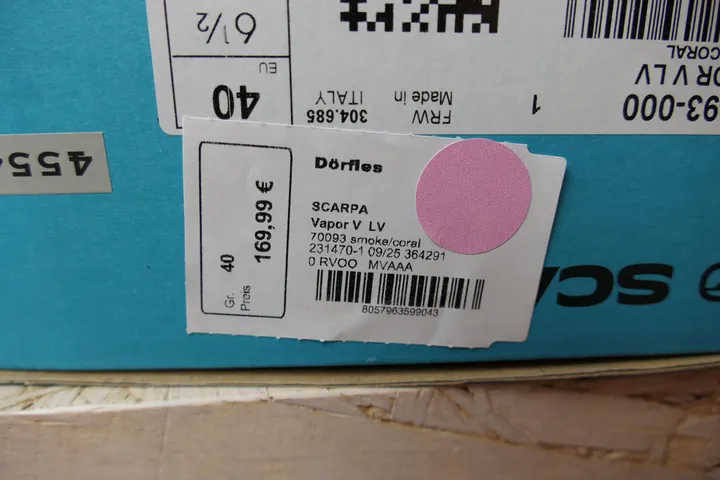 Dörfles
SCARPA
Vapor V LV
70093 smoke/coral
231470-1 09/25 364291
0 RVOO MVAAA
8057963599043
Gr. 40
Preis 169,99 €
6½
EU
40
FRW
Made in
304.685
ITALY
1
93-000
OR V LV
CORAL
455
SCA